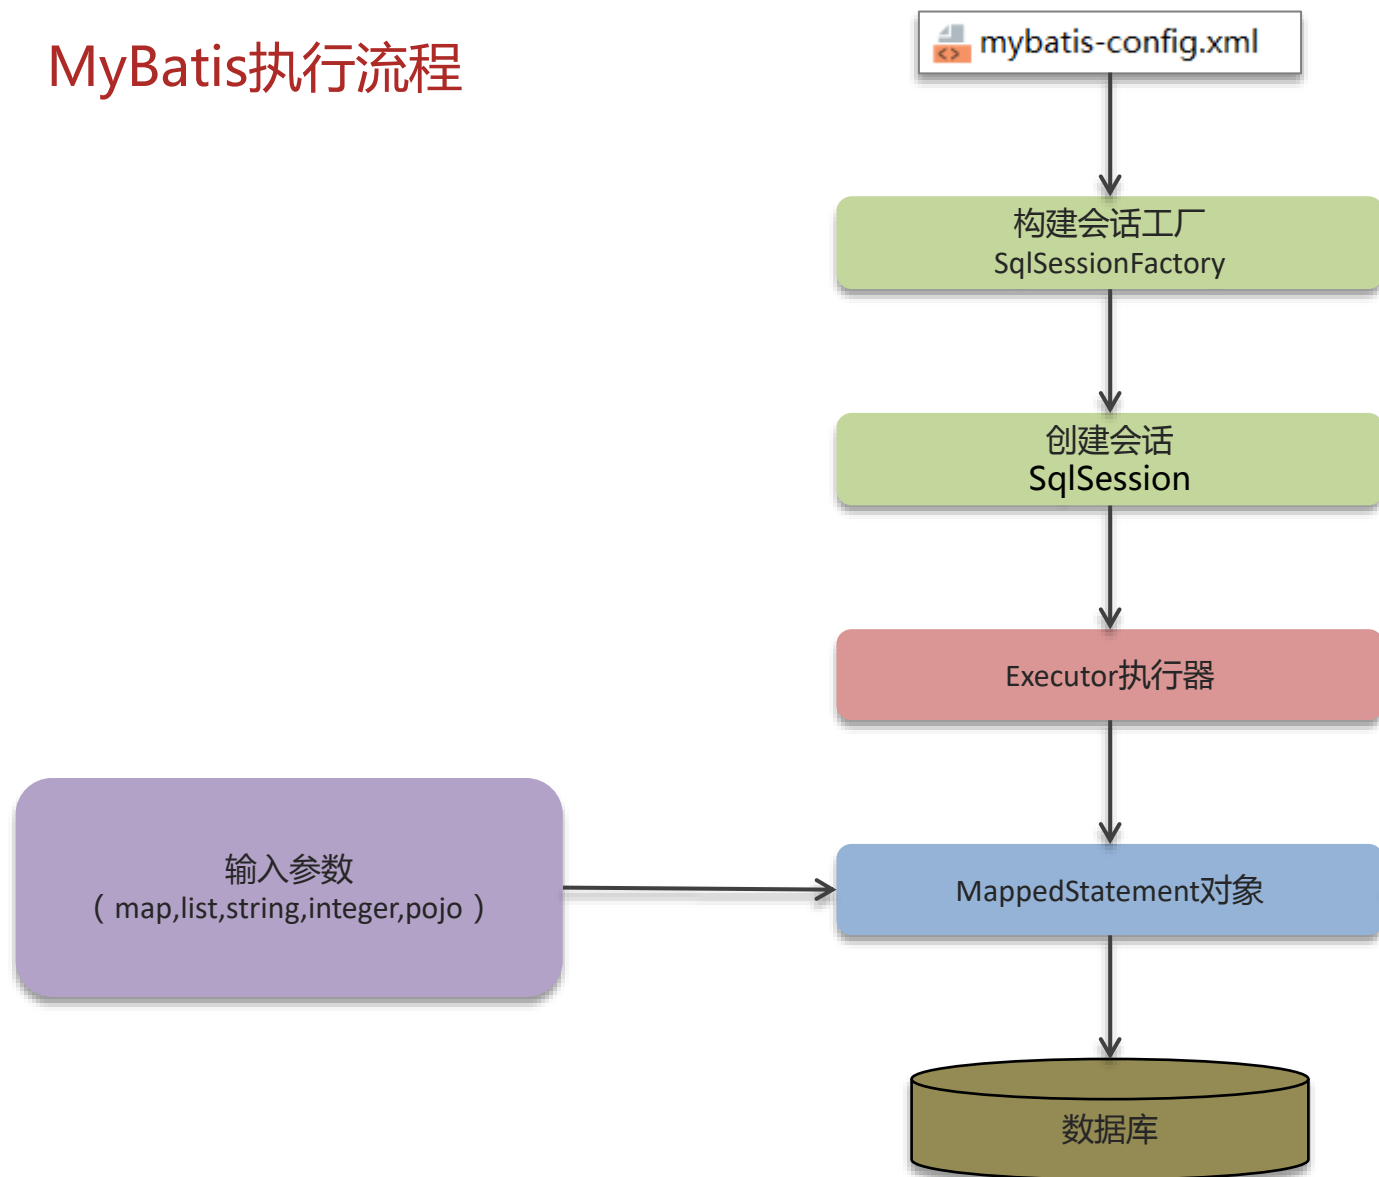 MyBatis执行流程
mybatis-config.xml
构建会话工厂
SqlSessionFactory
创建会话
SqlSession
Executor执行器
输入参数
（map,list,string,integer,pojo）
MappedStatement对象
数据库